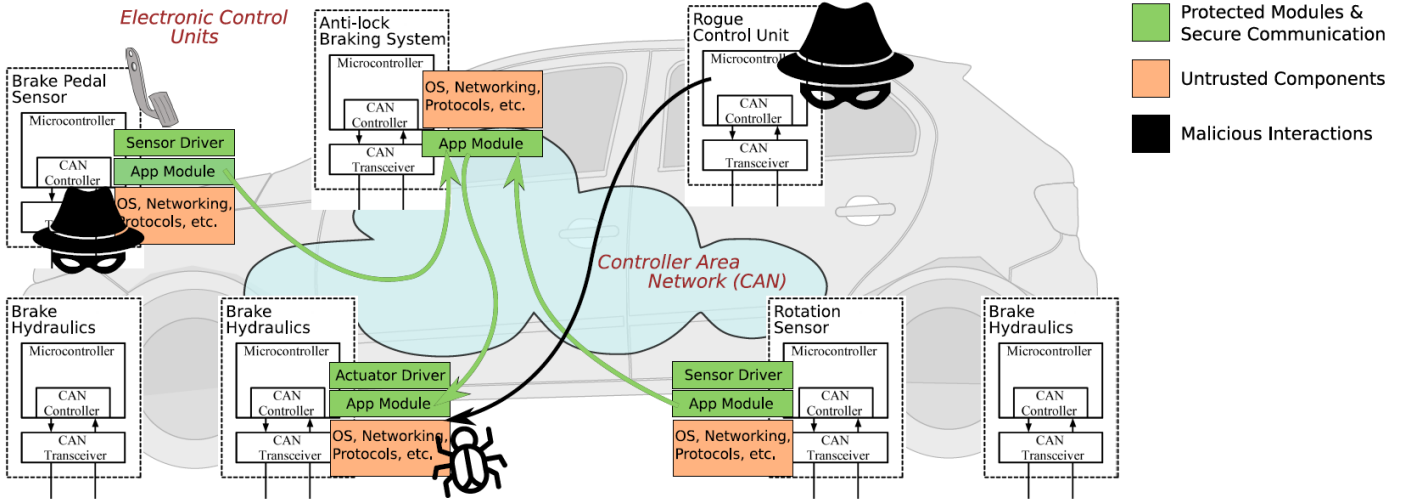 Electronic Control
Units
Brake Pedal
Sensor
Microcontroller
CAN
Controller
Sensor Driver
App Module
OS, Networking,
Protocols, etc.
Anti-lock
Braking System
Microcontroller
CAN
Controller
CAN
Transceiver
OS, Networking,
Protocols, etc.
App Module
Rogue
Control Unit
Microcontroller
CAN
Controller
CAN
Transceiver
Protected Modules &
Secure Communication
Untrusted Components
Malicious Interactions
Controller Area
Network (CAN)
Brake
Hydraulics
Microcontroller
CAN
Controller
CAN
Transceiver
Brake
Hydraulics
Microcontroller
CAN
Controller
CAN
Transceiver
Actuator Driver
App Module
OS, Networking,
Protocols, etc.
Sensor Driver
App Module
OS, Networking,
Protocols, etc.
Rotation
Sensor
Microcontroller
CAN
Controller
CAN
Transceiver
Brake
Hydraulics
Microcontroller
CAN
Controller
CAN
Transceiver